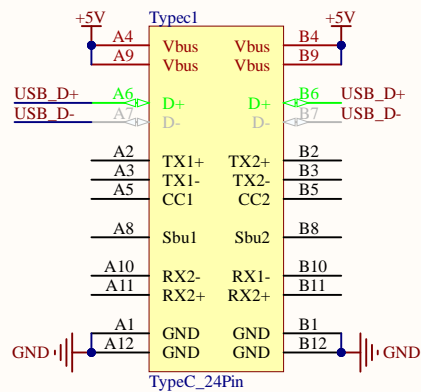 +5V Typec1 +5V
A4 Vbus Vbus B4
A9 Vbus Vbus B9
USB_D+ A6 D+ D+ B6 USB_D+
USB_D- A7 D- D- B7 USB_D-
A2 TX1+ TX2+ B2
A3 TX1- TX2- B3
A5 CC1 CC2 B5
A8 Sbu1 Sbu2 B8
A10 RX2- RX1- B10
A11 RX2+ RX2+ B11
A1 GND GND B1
GND A12 GND GND B12 GND
TypeC_24Pin